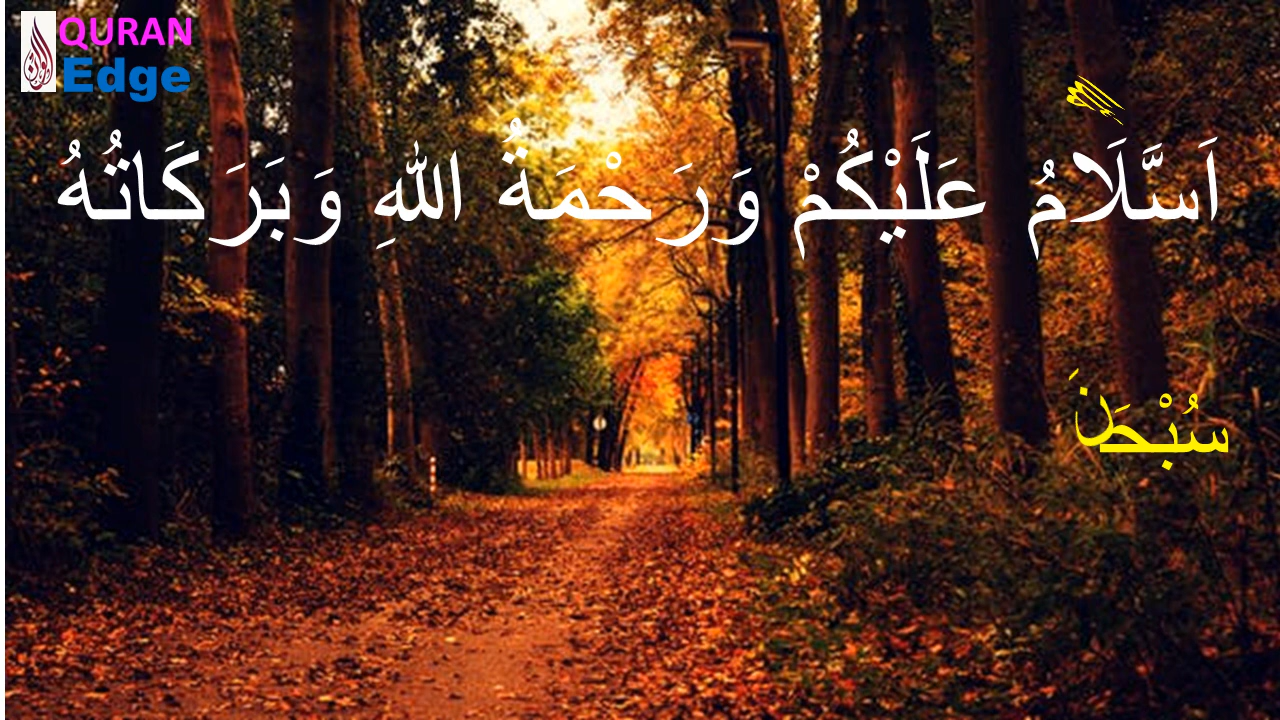 QURAN
Edge
اَسَّلَامُ عَلَيْكُمْ وَرَحْمَةُ اللهِ وَبَرَكَاتُهُ
سُبْحَنَ